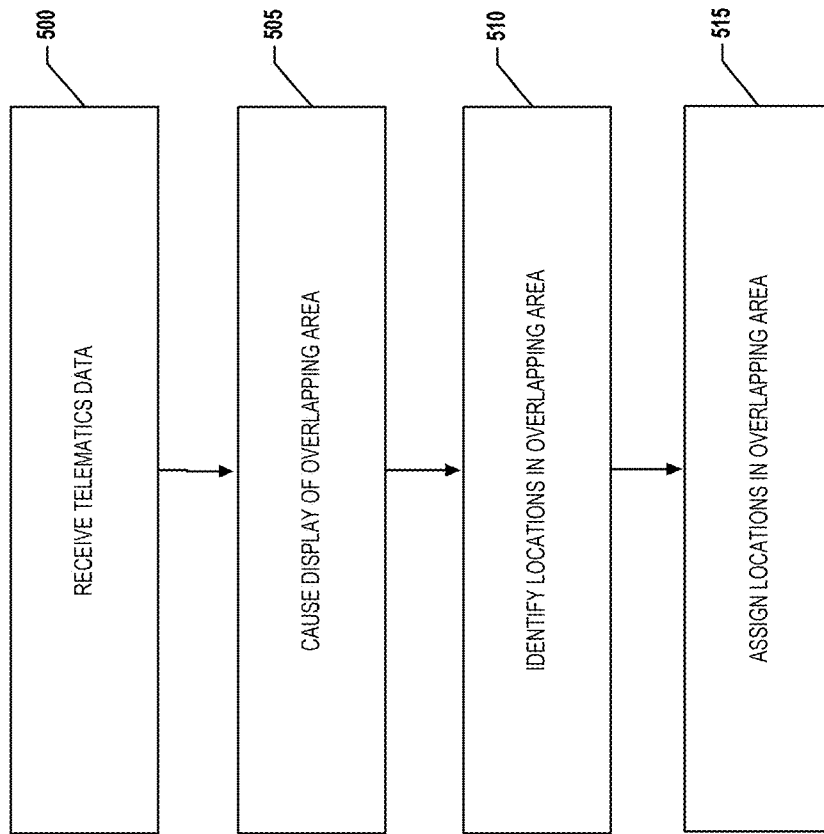 RECEIVE TELEMATICS DATA
500
CAUSE DISPLAY OF OVERLAPPING AREA
505
IDENTIFY LOCATIONS IN OVERLAPPING AREA
510
ASSIGN LOCATIONS IN OVERLAPPING AREA
515